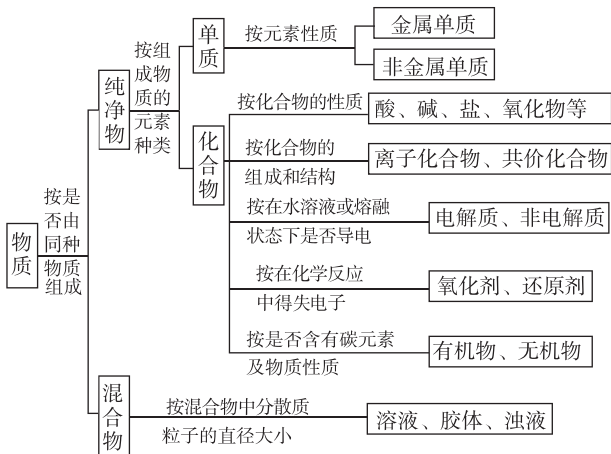 物质
按是
否由
同种
物质
组成
纯净物
按组
成物
质的
元素
种类
单质
按元素性质
金属单质
非金属单质
化合物
按化合物的性质
酸、碱、盐、氧化物等
按化合物的
组成和结构
离子化合物、共价化合物
按在水溶液或熔融
状态下是否导电
电解质、非电解质
按在化学反应
中得失电子
氧化剂、还原剂
按是否含有碳元素
及物质性质
有机物、无机物
混合物
按混合物中分散质
粒子的直径大小
溶液、胶体、浊液